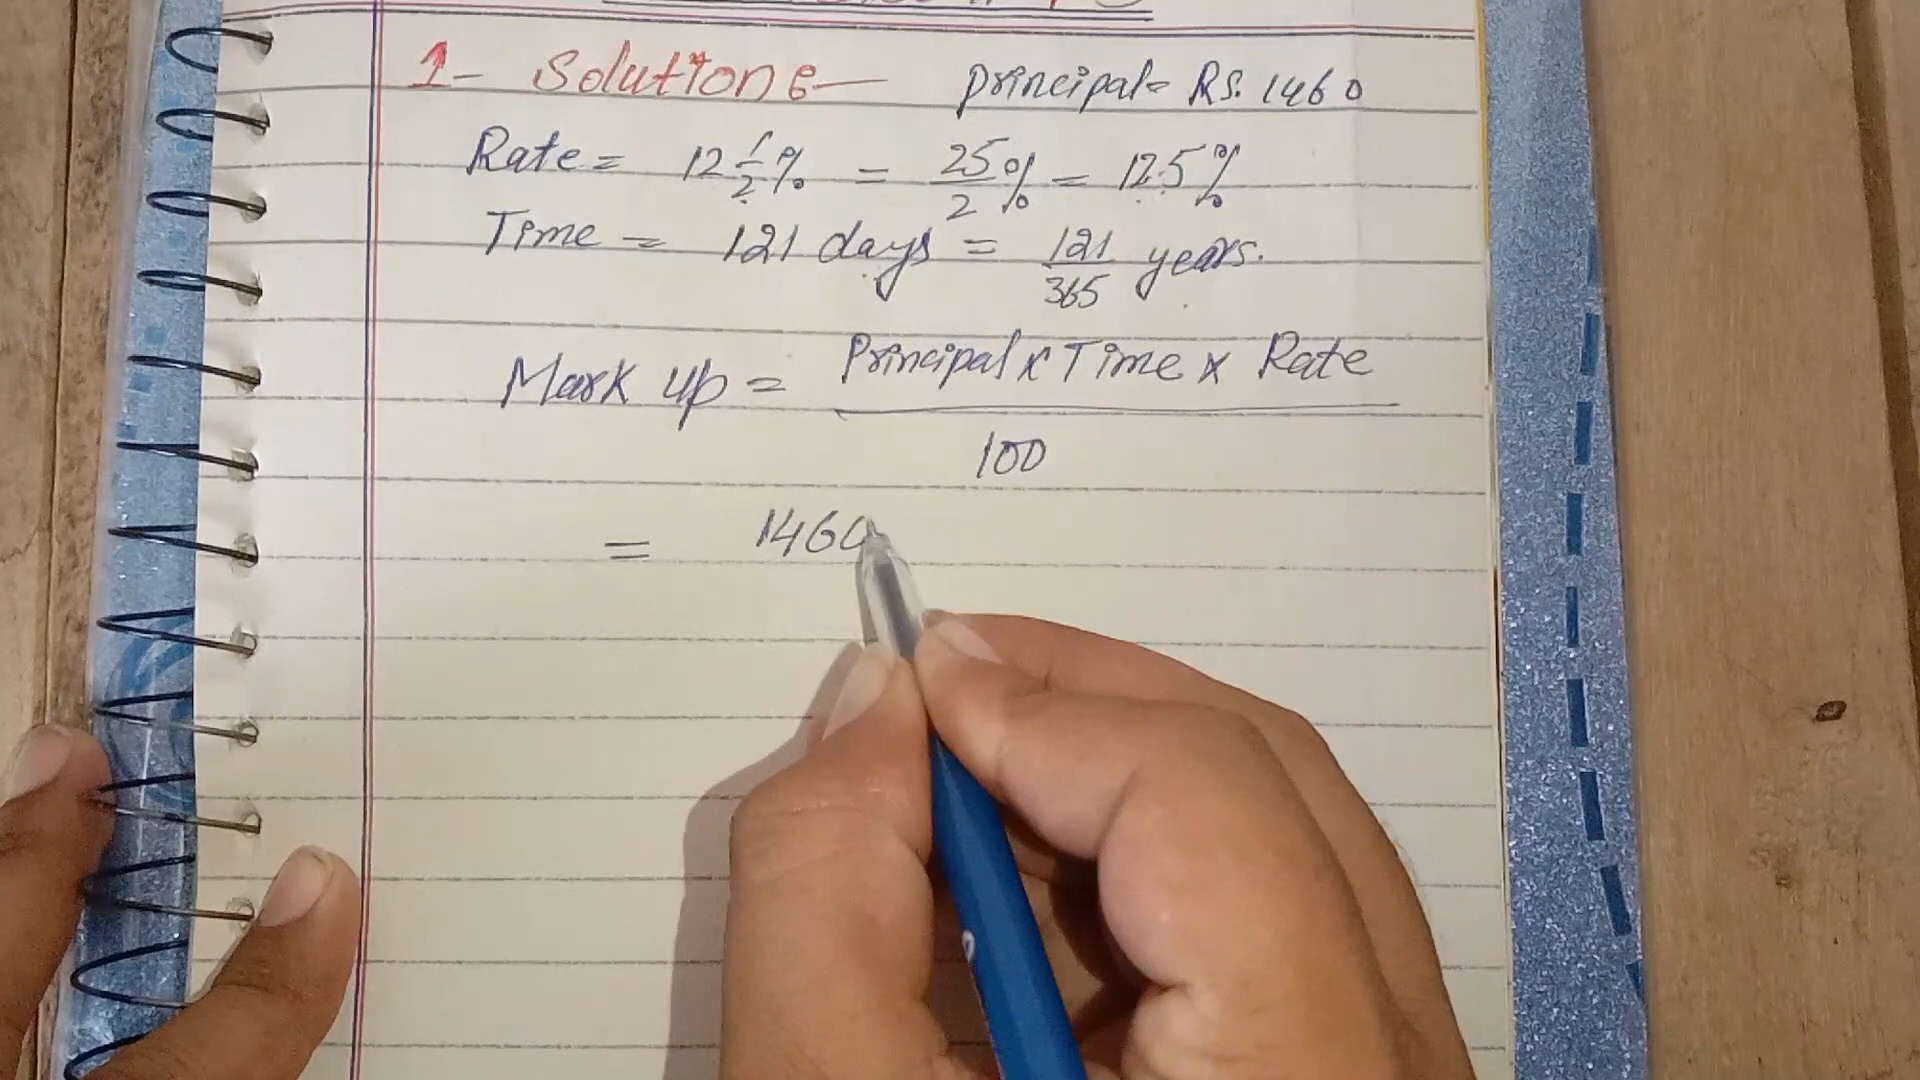 1- Solution :-   Principal = Rs. 1460
Rate = 12 1/2 % = 25/2 % = 12.5%
Time = 121 days = 121/365 years.
Mark up = Principal x Time x Rate
100
= 1460